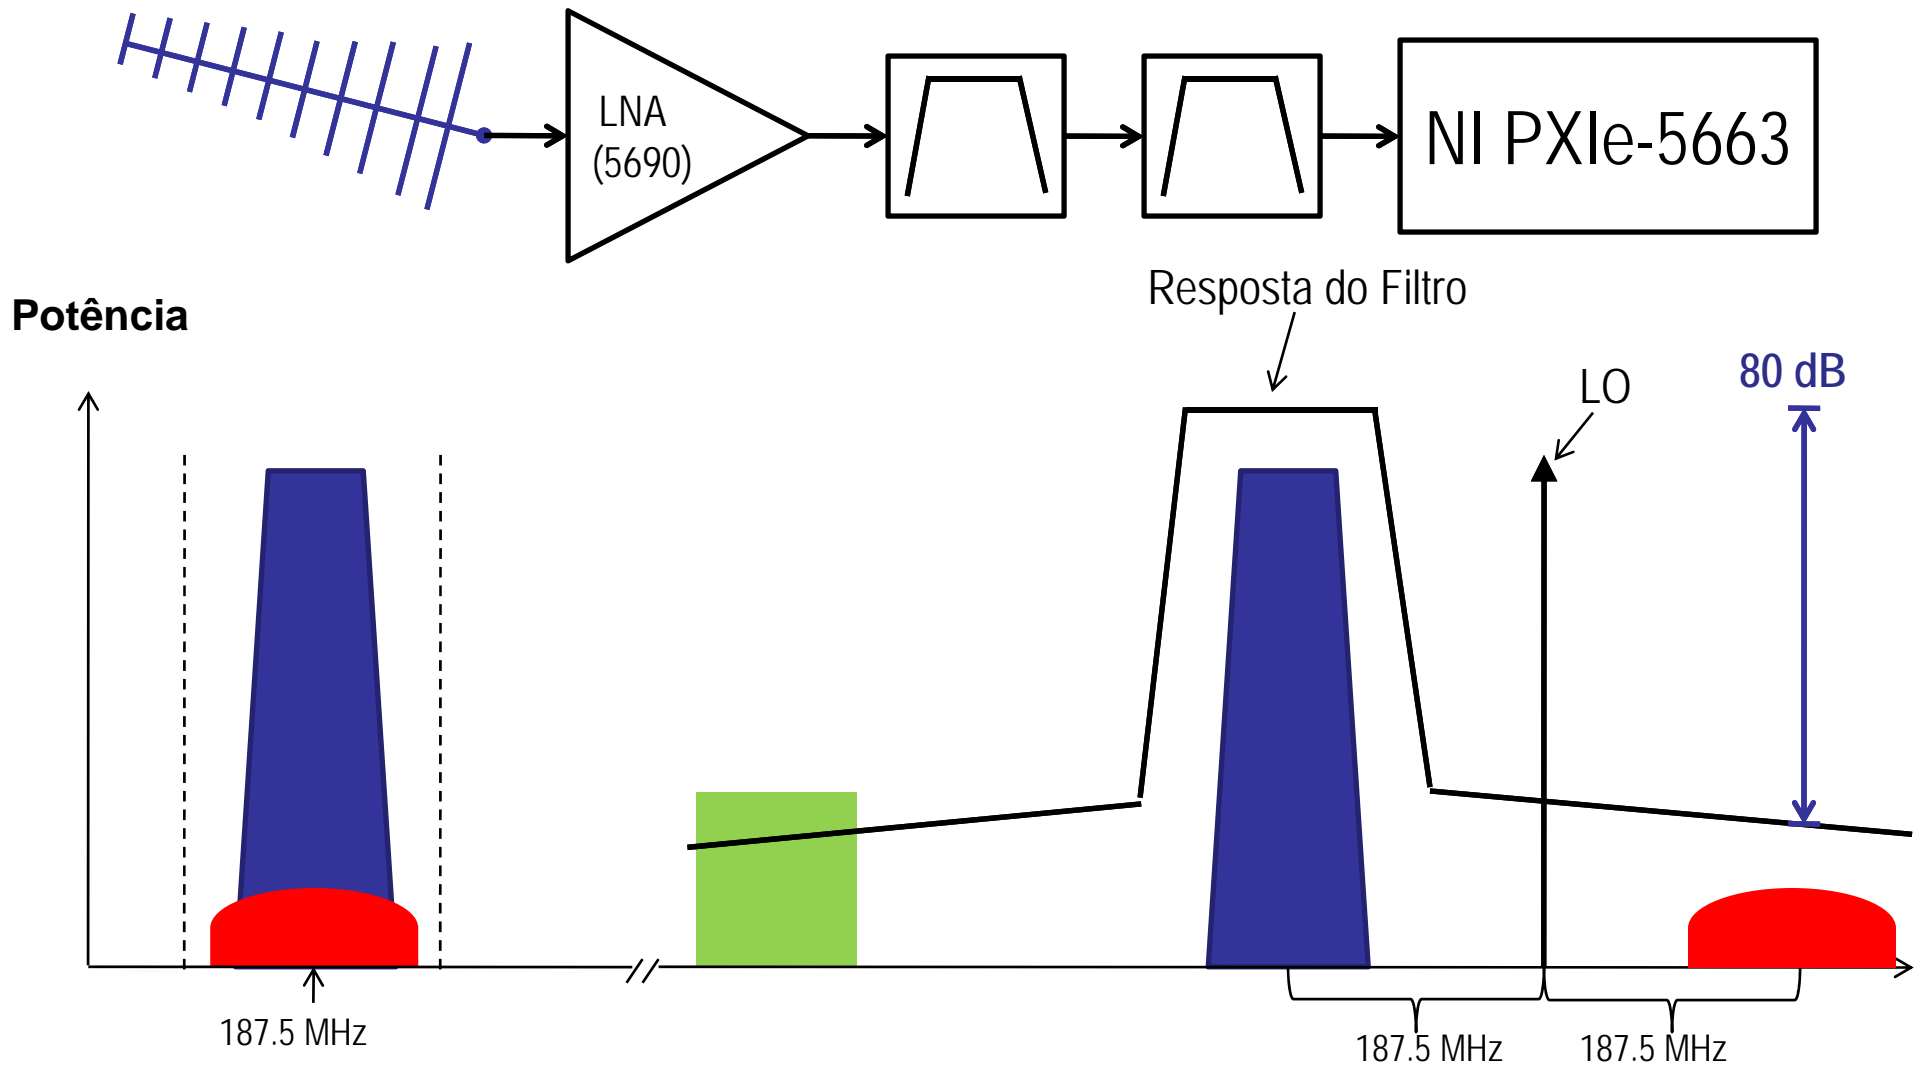 LNA
(5690)
NI PXIe-5663
Resposta do Filtro
Potência
LO
80 dB
187.5 MHz
187.5 MHz
187.5 MHz